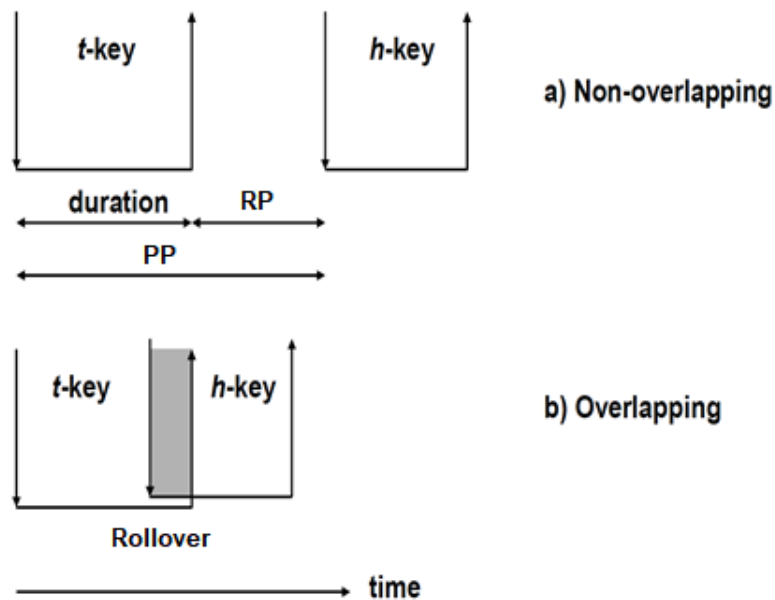 t-key
h-key
a) Non-overlapping
duration
RP
PP
t-key
h-key
b) Overlapping
Rollover
time